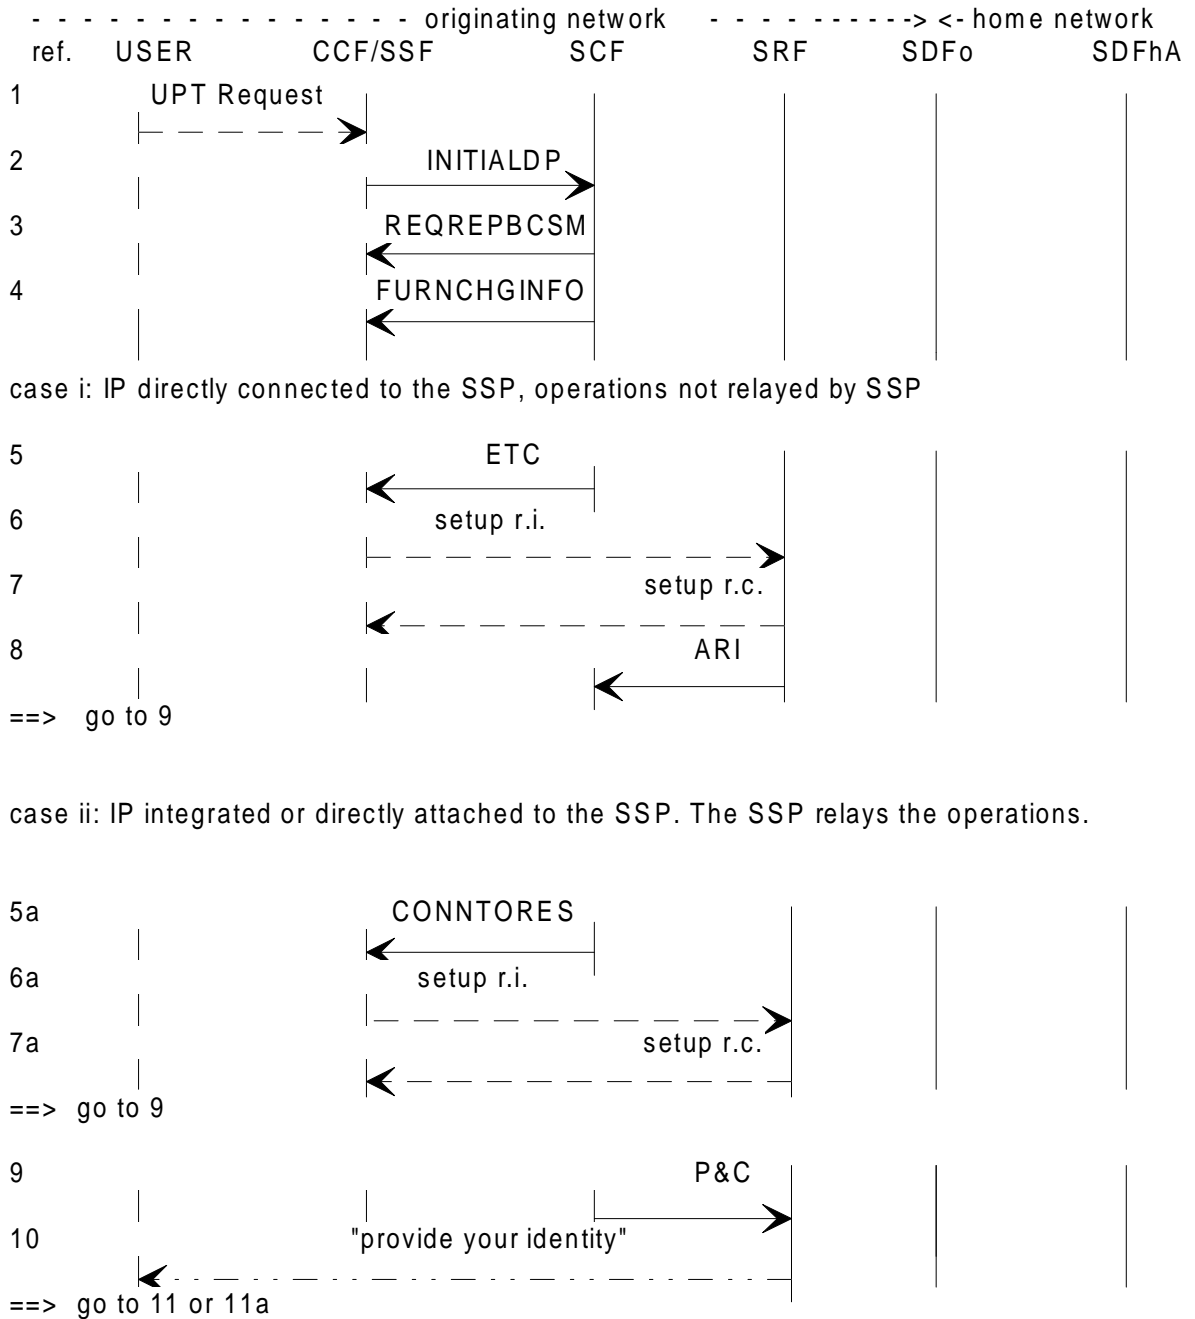 - - - - - - - - - - - - - - - originating network - - - - - - - - - -> <- home network
ref. USER CCF/SSF SCF SRF SDFo SDFhA
1 UPT Request
2 INITIALDP
3 REQREPBCSM
4 FURNCHGINFO
case i: IP directly connected to the SSP, operations not relayed by SSP
5 ETC
6 setup r.i.
7 setup r.c.
8 ARI
==> go to 9
case ii: IP integrated or directly attached to the SSP. The SSP relays the operations.
5a CONNTORES
6a setup r.i.
7a setup r.c.
==> go to 9
9 P&C
10 "provide your identity"
==> go to 11 or 11a